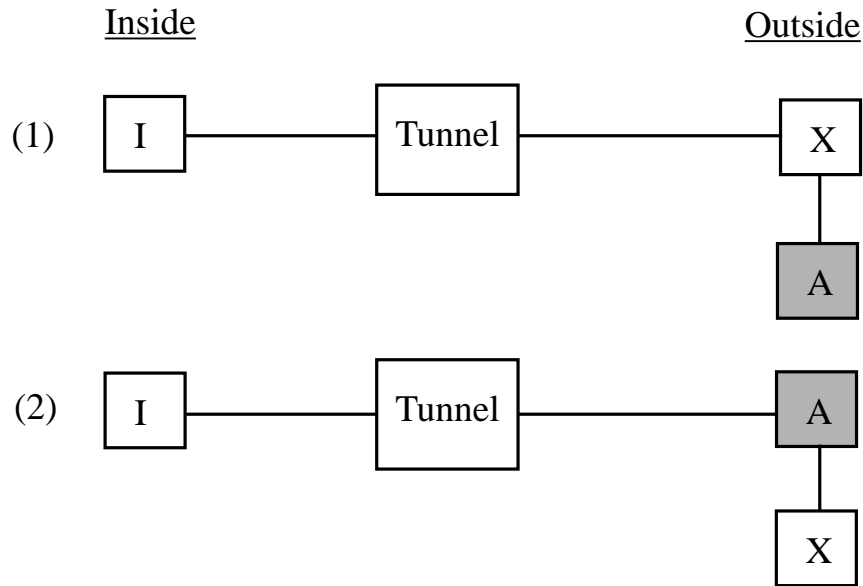 Inside Outside
(1) I Tunnel X
A
(2) I Tunnel A
X